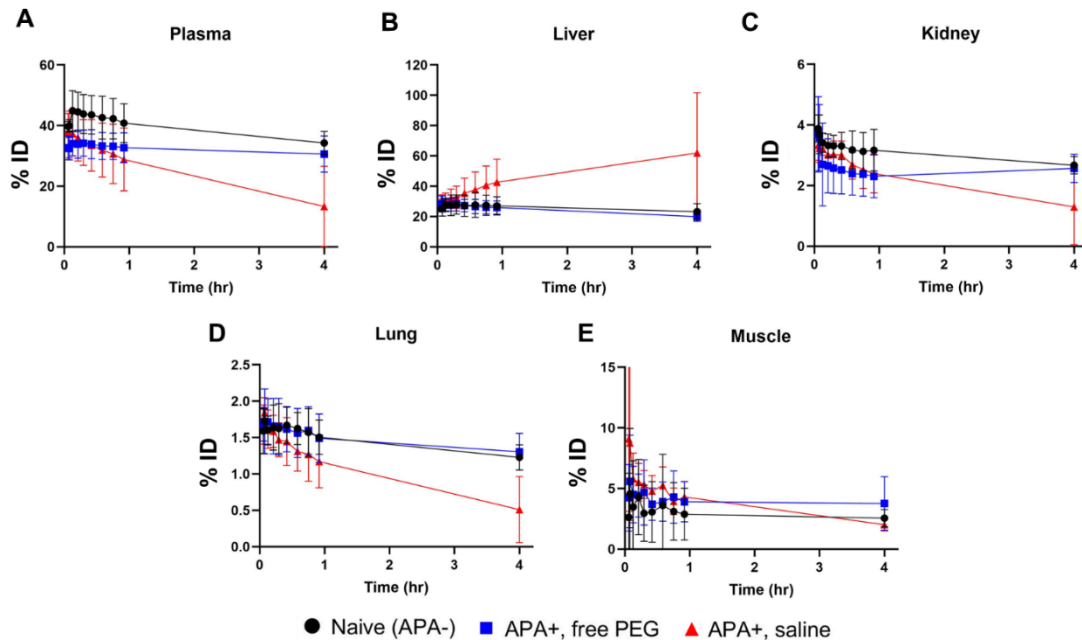 A
Plasma
60
40
20
0
% ID
0 1 2 3 4
Time (hr)
B
Liver
120
100
80
60
40
20
0
% ID
0 1 2 3 4
Time (hr)
C
Kidney
6
4
2
0
% ID
0 1 2 3 4
Time (hr)
D
Lung
2.5
2.0
1.5
1.0
0.5
0.0
% ID
0 1 2 3 4
Time (hr)
E
Muscle
15
10
5
0
% ID
0 1 2 3 4
Time (hr)
Naive (APA-) APA+, free PEG APA+, saline